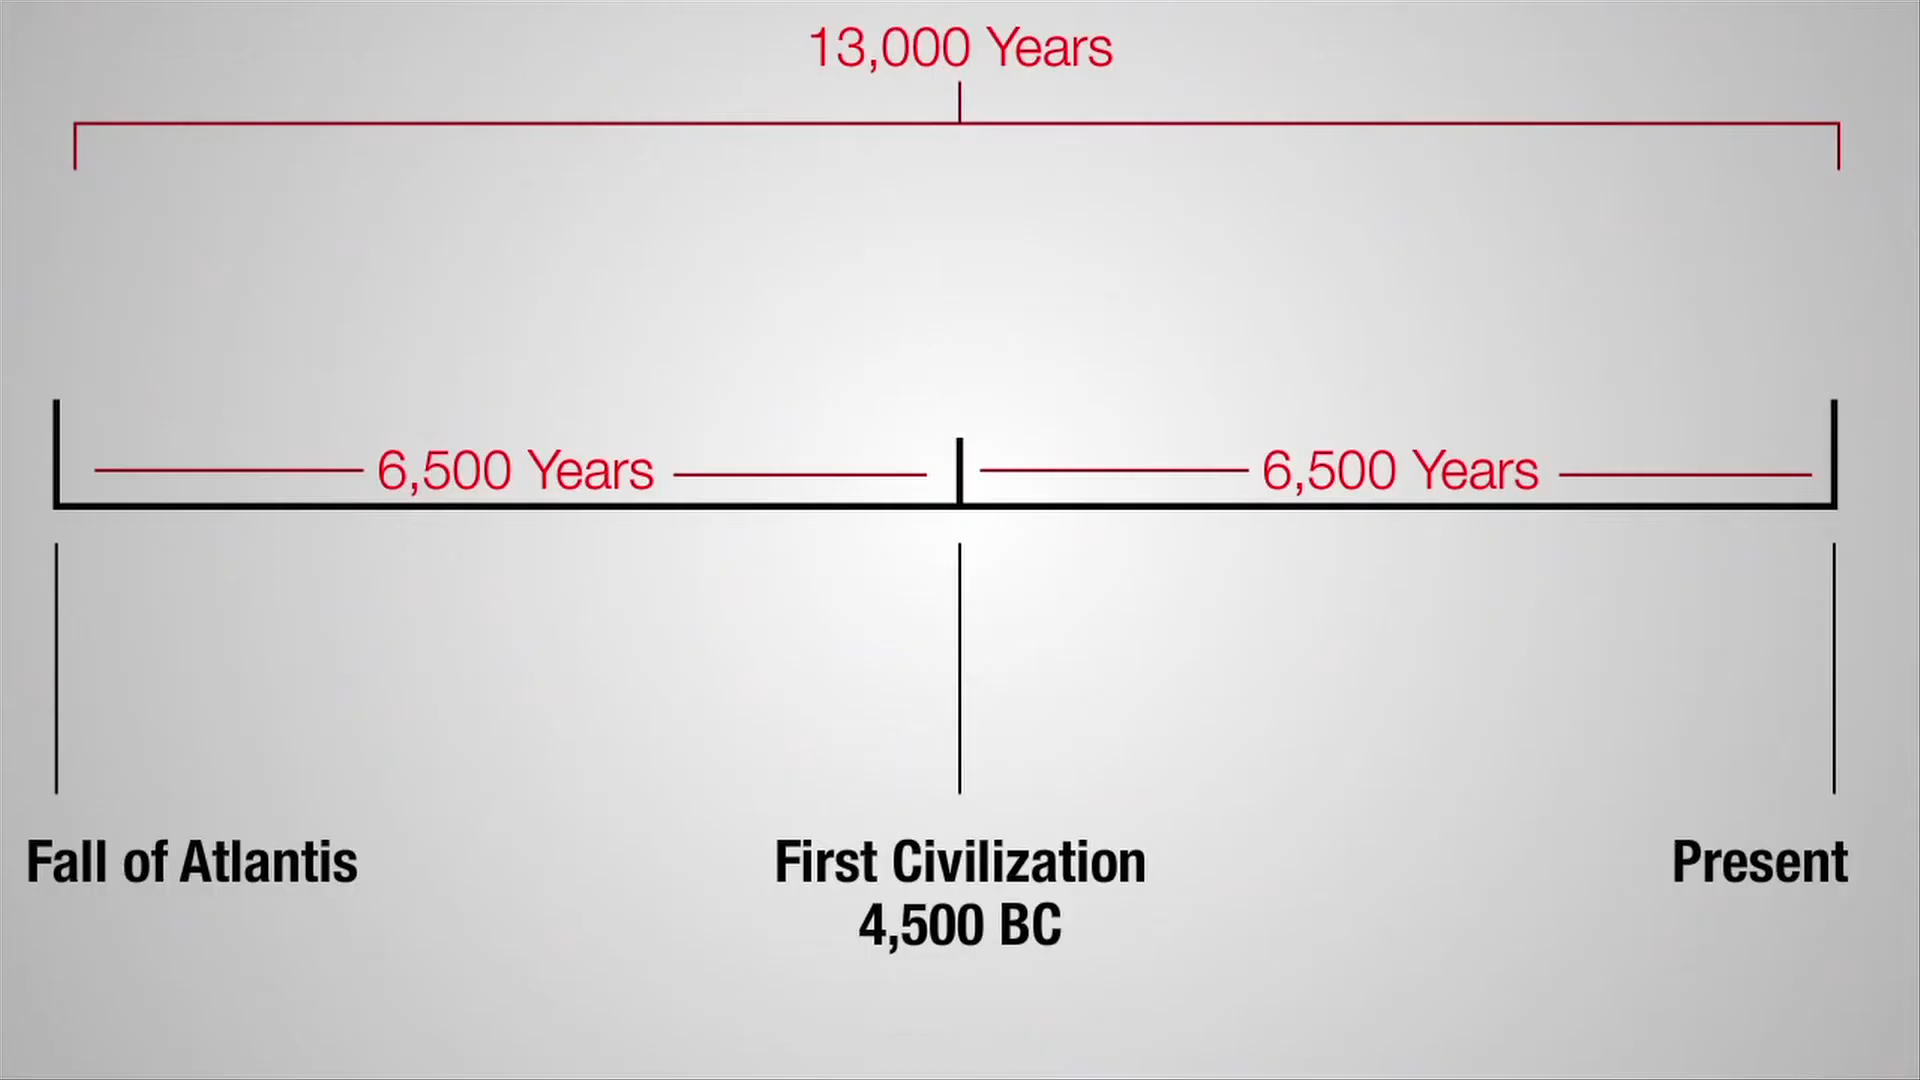 13,000 Years
6,500 Years
6,500 Years
Fall of Atlantis
First Civilization
4,500 BC
Present